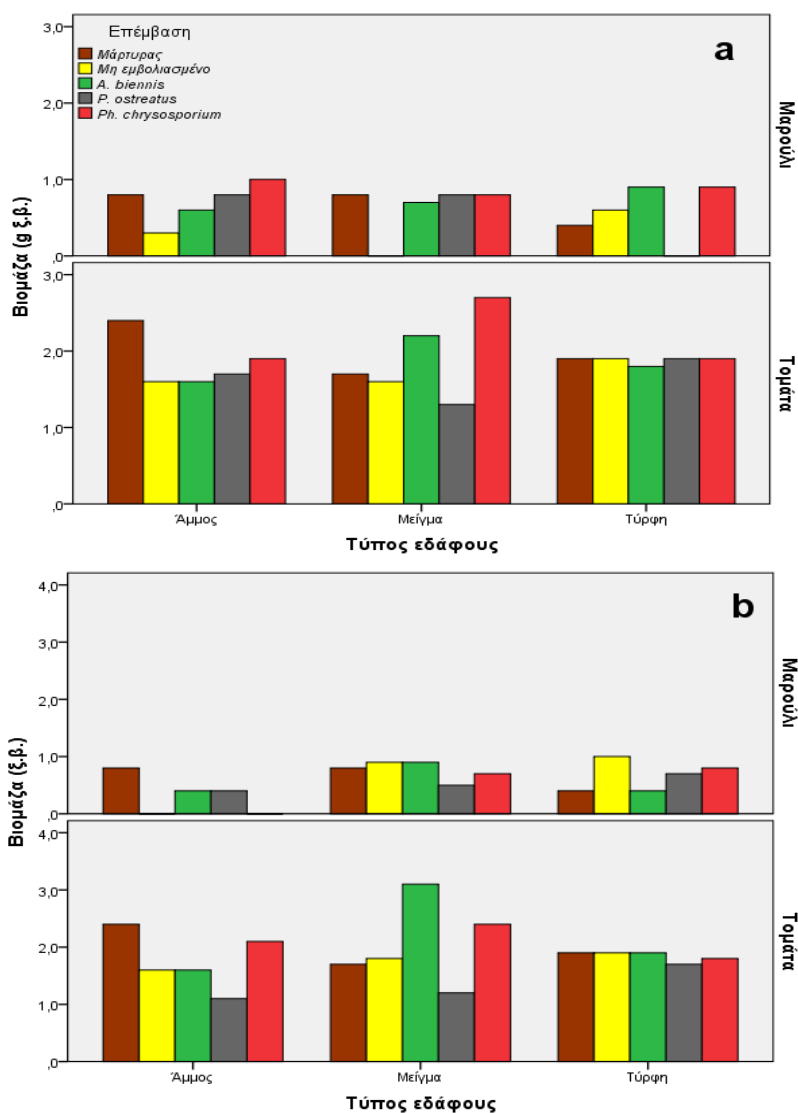 Επέμβαση
Μάρτυρας
Μη εμβολιασμένο
A. biennis
P. ostreatus
Ph. chrysosporium
a
Βιομάζα (g ξ.β.)
3,0
2,0
1,0
,0
Μαρούλι
3,0
2,0
1,0
,0
Τομάτα
Άμμος Μείγμα Τύρφη
Τύπος εδάφους
b
Βιομάζα (ξ.β.)
4,0
3,0
2,0
1,0
,0
Μαρούλι
4,0
3,0
2,0
1,0
,0
Τομάτα
Άμμος Μείγμα Τύρφη
Τύπος εδάφους